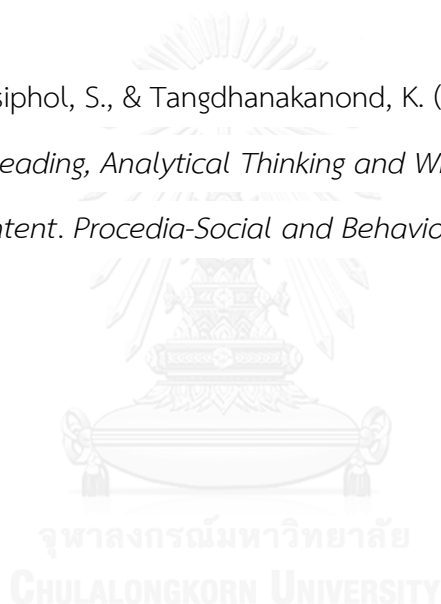 siphol, S., & Tangdhanakanond, K. (
eading, Analytical Thinking and W
ntent. Procedia-Social and Behavio
จุฬาลงกรณ์มหาวิทยาลัย
CHULALONGKORN UNIVERSITY